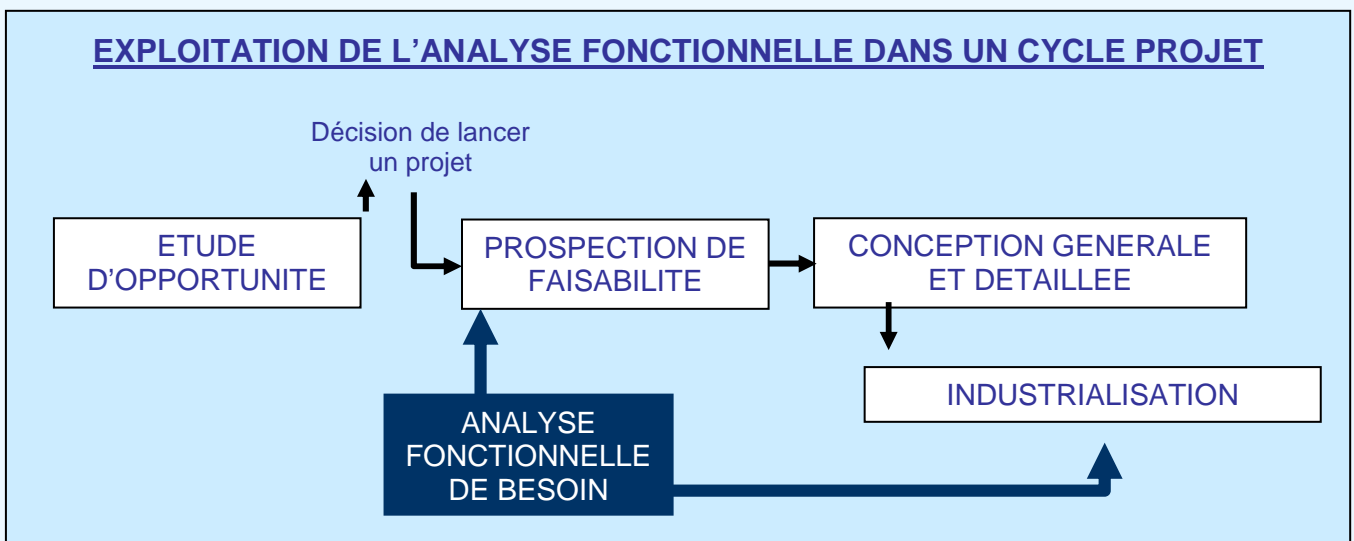 EXPLOITATION DE L'ANALYSE FONCTIONNELLE DANS UN CYCLE PROJET
Décision de lancer
un projet
ETUDE
D'OPPORTUNITE
PROSPECTION DE
FAISABILITE
CONCEPTION GENERALE
ET DETAILLEE
INDUSTRIALISATION
ANALYSE
FONCTIONNELLE
DE BESOIN